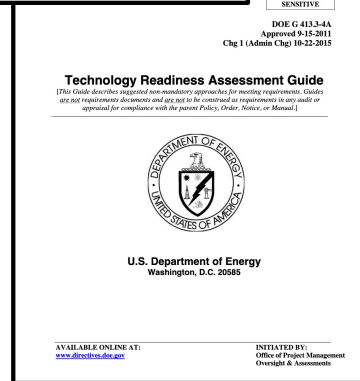 SENSITIVE
DOE G 413.3-4A
Approved 9-15-2011
Chg 1 (Admin Chg) 10-22-2015
Technology Readiness Assessment Guide
[This Guide describes suggested non-mandatory approaches for meeting requirements. Guides
are not requirements documents and are not to be construed as requirements in any audit or
appraisal for compliance with the parent Policy, Order, Notice, or Manual.]
DEPARTMENT OF ENERGY
UNITED STATES OF AMERICA
U.S. Department of Energy
Washington, D.C. 20585
AVAILABLE ONLINE AT:
www.directives.doe.gov
INITIATED BY:
Office of Project Management
Oversight & Assessments